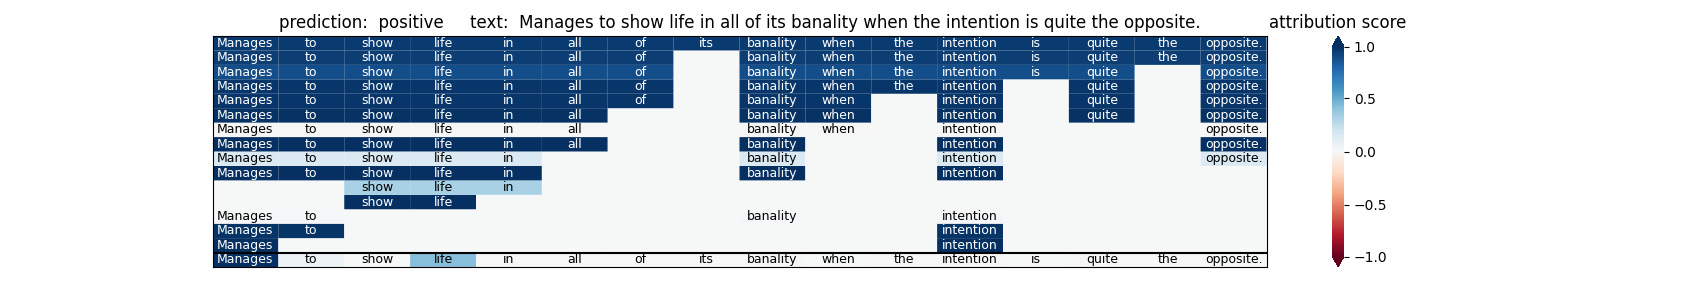 prediction:  positive     text:  Manages to show life in all of its banality when the intention is quite the opposite.     attribution score
Manages to show life in all of its banality when the intention is quite the opposite. 1.0
Manages to show life in all of banality when the intention is quite the opposite.
Manages to show life in all of banality when the intention is quite opposite.
Manages to show life in all of banality when the intention quite opposite.
Manages to show life in all of banality when intention quite opposite. 0.5
Manages to show life in all banality when intention quite opposite.
Manages to show life in all banality when intention opposite.
Manages to show life in all banality intention opposite. 0.0
Manages to show life in banality intention opposite.
Manages to show life in banality intention
show life in
show life −0.5
Manages to banality intention
Manages to intention
Manages intention
Manages to show life in all of its banality when the intention is quite the opposite. −1.0